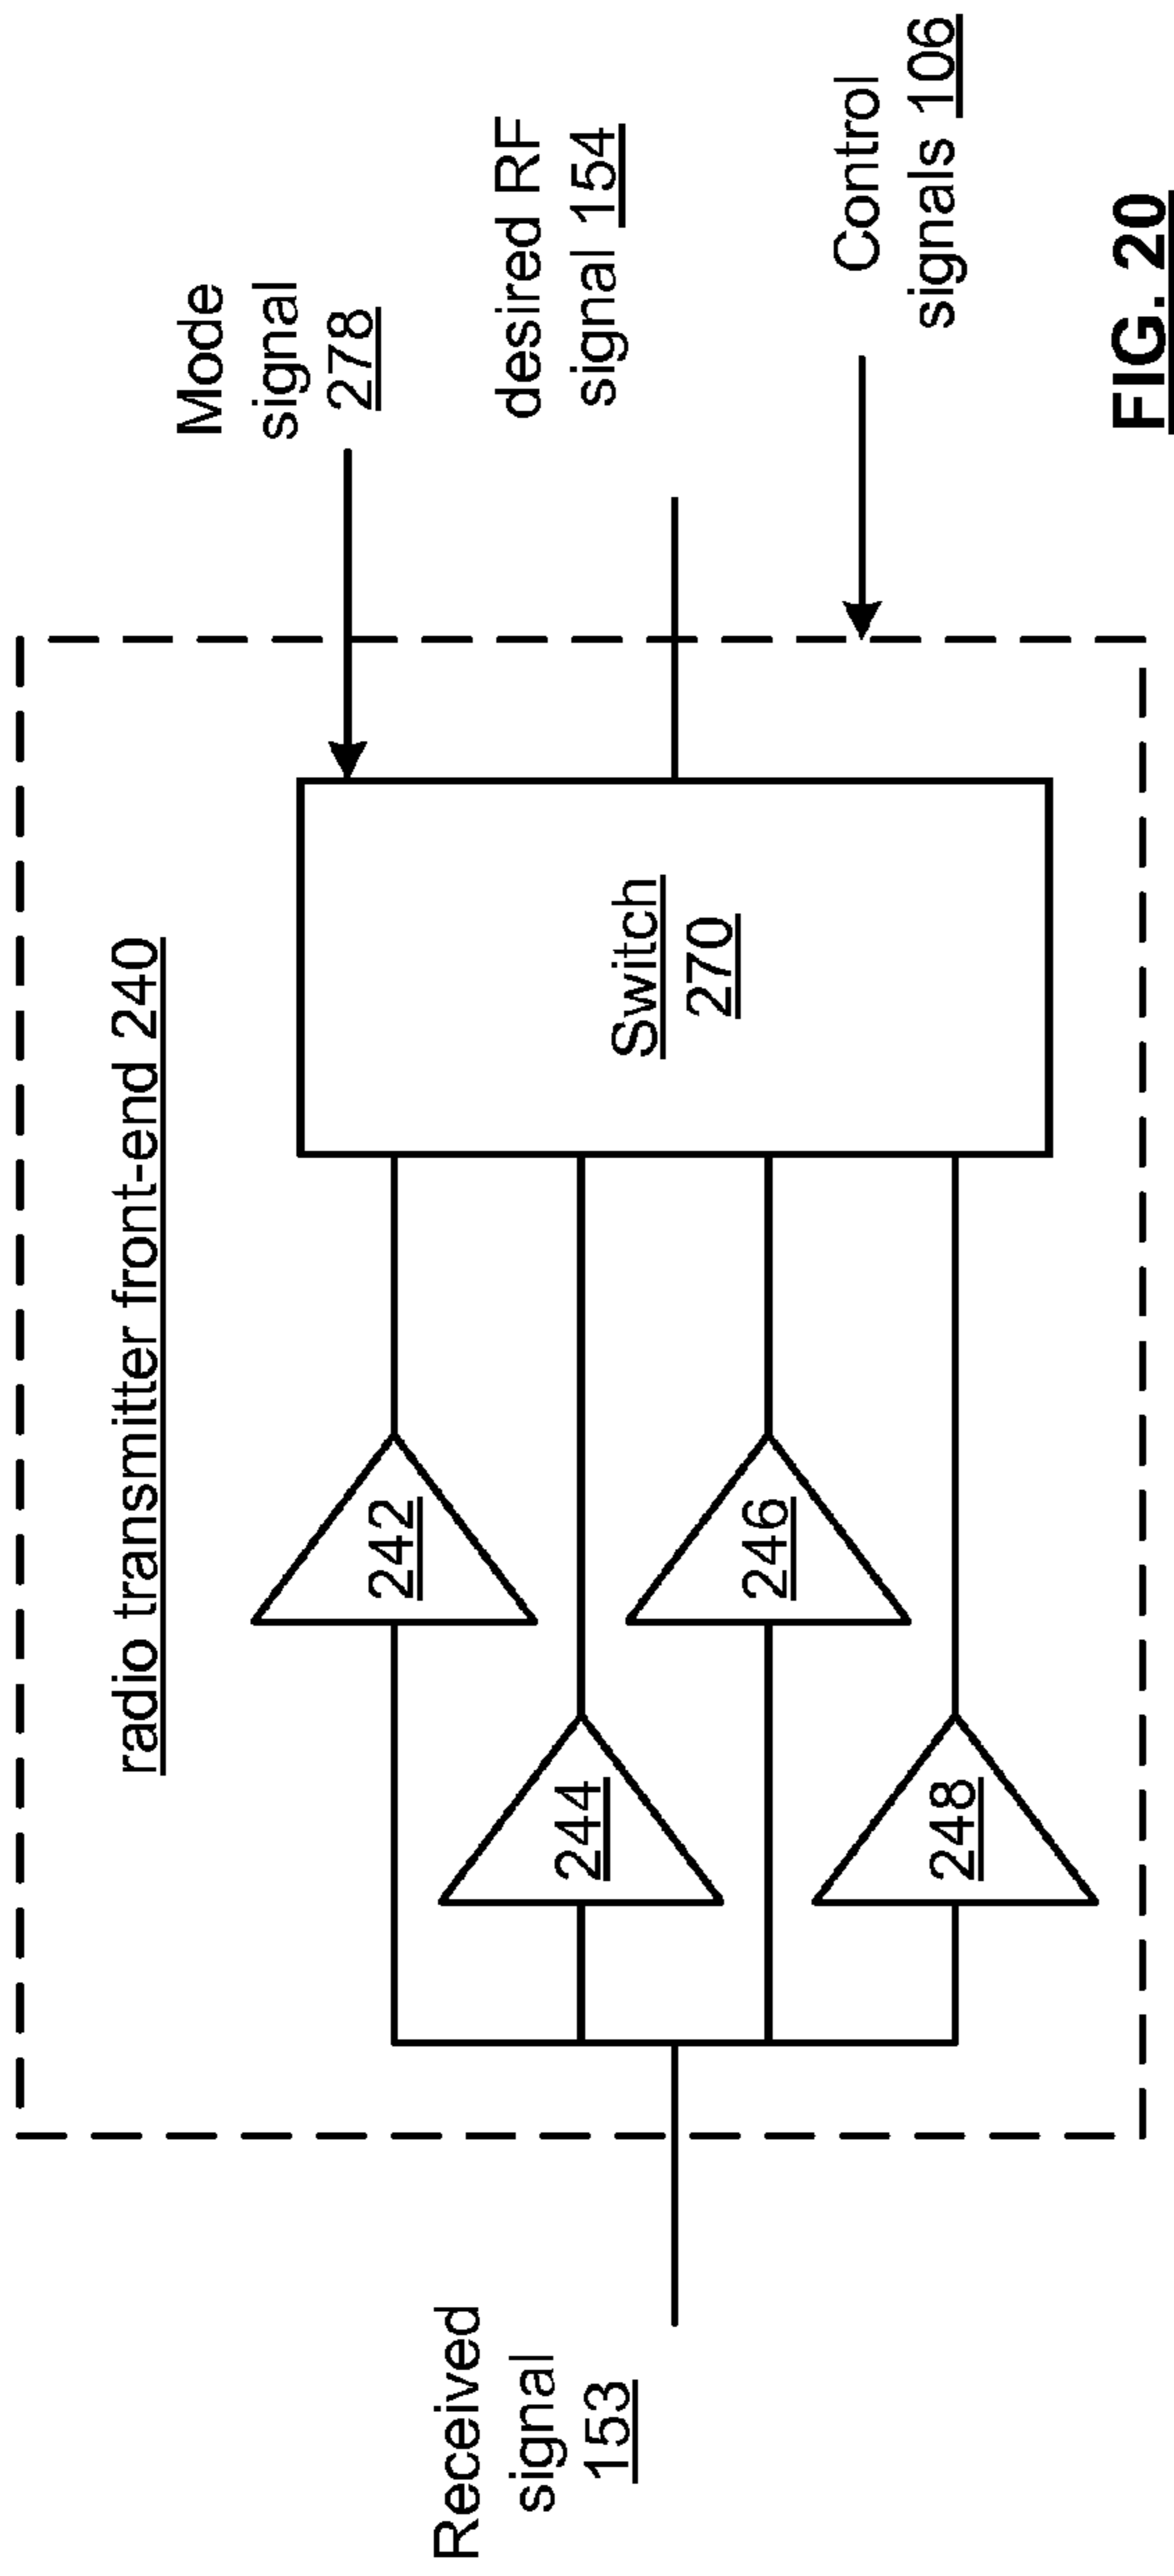 radio transmitter front-end 240
Mode
signal
278
Received
signal
153
242
244
246
248
Switch
270
desired RF
signal 154
Control
signals 106
FIG. 20